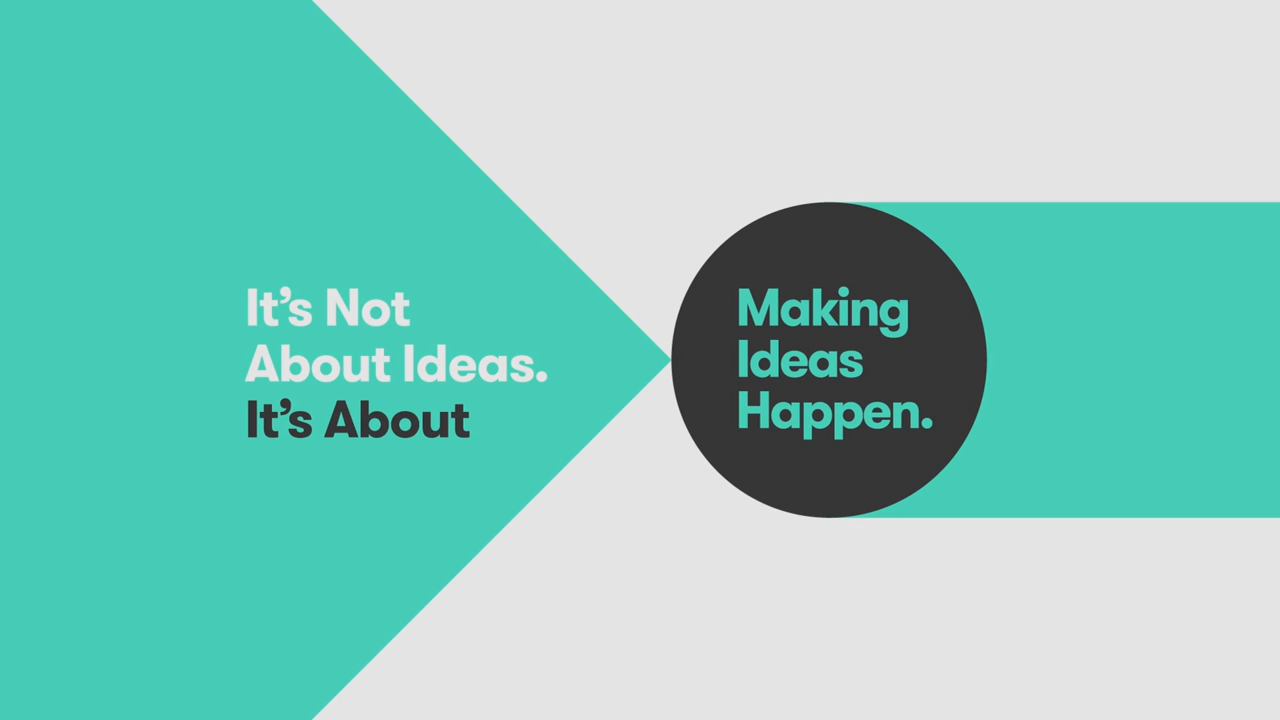 It’s Not
About Ideas.
It’s About
Making
Ideas
Happen.